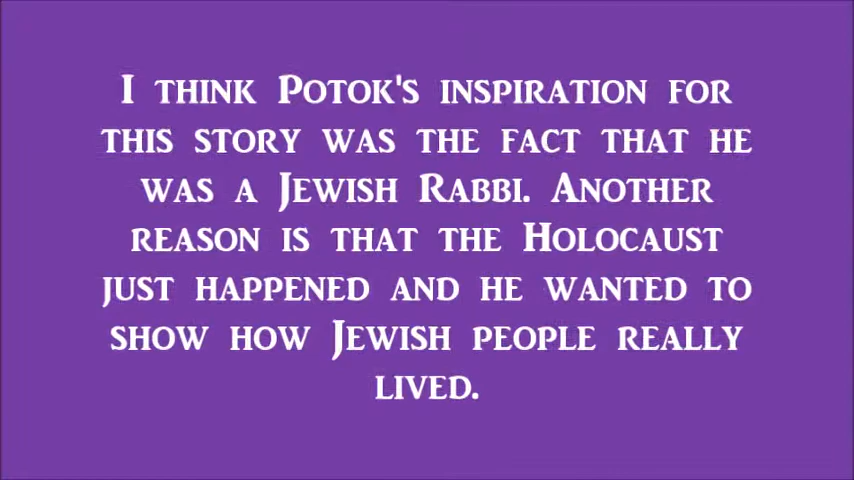 I think Potok's inspiration for
this story was the fact that he
was a Jewish Rabbi. Another
reason is that the Holocaust
just happened and he wanted to
show how Jewish people really
lived.